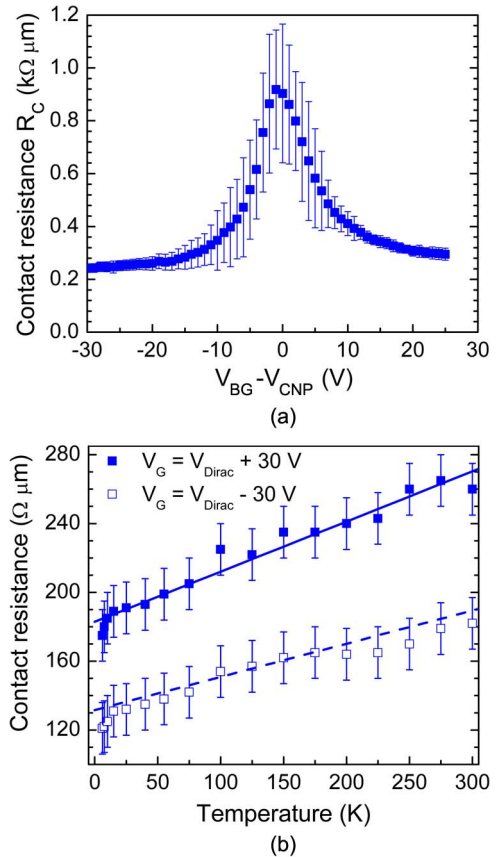 1.2
1.0
0.8
0.6
0.4
0.2
0.0
Contact resistance R_C (kΩ μm)
-30 -20 -10 0 10 20 30
V_BG-V_CNP (V)
(a)
280
240
200
160
120
Contact resistance (Ω μm)
V_G = V_Dirac + 30 V
V_G = V_Dirac - 30 V
0 50 100 150 200 250 300
Temperature (K)
(b)